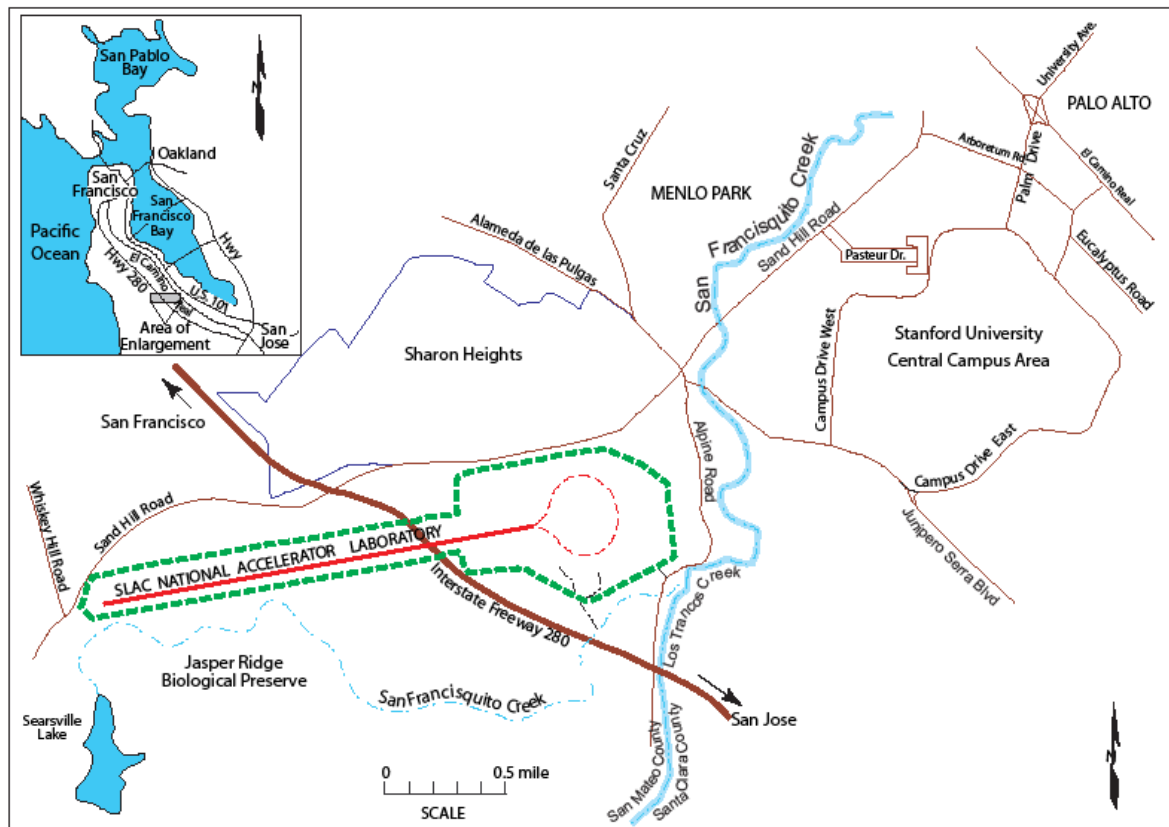 San Pablo
Bay
N
Oakland
San
Francisco
San
Francisco
Bay
Pacific
Ocean
Hwy
El Camino Real
Hwy 280
U.S. 101
San
Jose
Area of
Enlargement
University Ave.
PALO ALTO
Santa Cruz
MENLO PARK
San Francisquito Creek
Arboretum Rd.
Palm Drive
El Camino Real
Alameda de las Pulgas
Sand Hill Road
Pasteur Dr.
Eucalyptus Road
Sharon Heights
Stanford University
Central Campus Area
Campus Drive West
San Francisco
Alpine Road
Campus Drive East
Whiskey Hill Road
Sand Hill Road
Junipero Serra Blvd
SLAC NATIONAL ACCELERATOR LABORATORY
Interstate Freeway 280
Los Trancos Creek
Jasper Ridge
Biological Preserve
San Francisquito Creek
Searsville
Lake
San Jose
San Mateo County
Santa Clara County
0 0.5 mile
SCALE
N